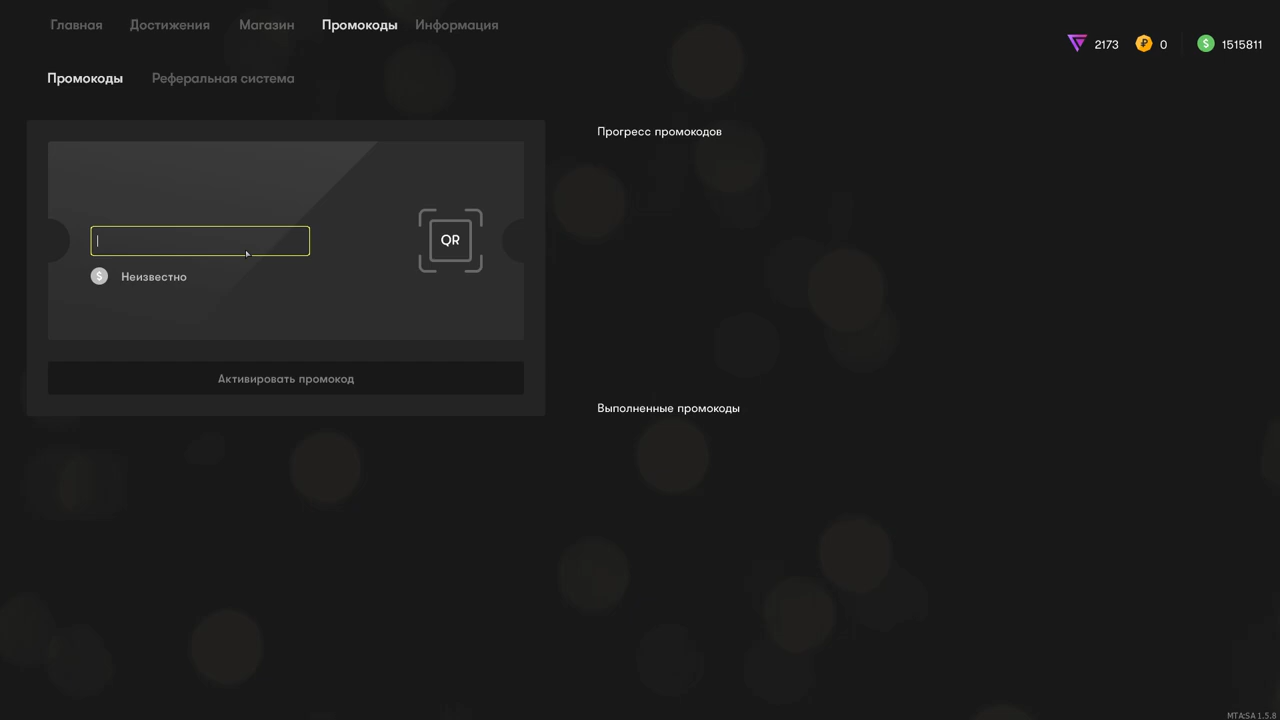 Главная Достижения Магазин Промокоды Информация
2173 ₽ 0 $ 1515811
Промокоды Реферальная система
Прогресс промокодов
QR
$ Неизвестно
Активировать промокод
Выполненные промокоды
MTA:SA 1.5.8